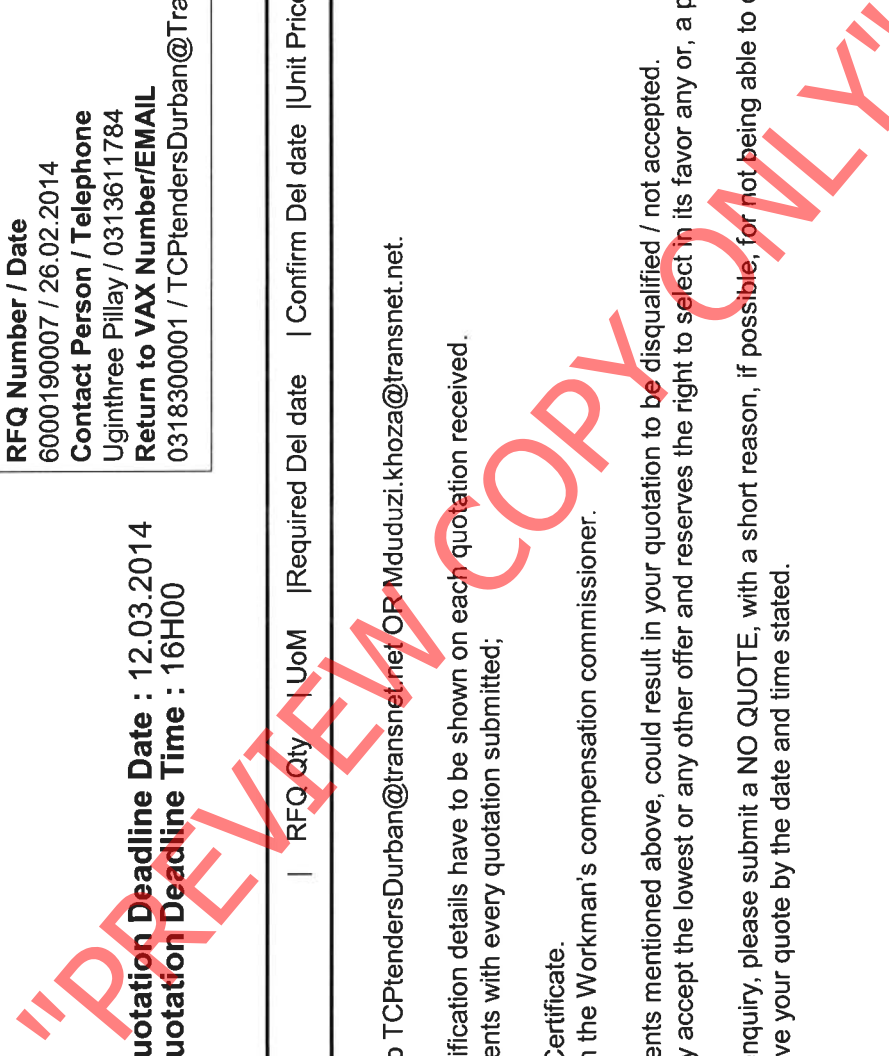 RFQ Number / Date
6000190007 / 26.02.2014
Contact Person / Telephone
Uginthree Pillay / 0313611784
Return to VAX Number/EMAIL
0318300001 / TCPtendersDurban@Tra
uotation Deadline Date : 12.03.2014
uotation Deadline Time : 16H00
| RFQ Qty | UoM |Required Del date | Confirm Del date |Unit Price
o TCPtendersDurban@transnet.net OR Mduduzi.khoza@transnet.net.
ification details have to be shown on each quotation received.
ents with every quotation submitted;
Certificate.
n the Workman's compensation commissioner.
ents mentioned above, could result in your quotation to be disqualified / not accepted.
y accept the lowest or any other offer and reserves the right to select in its favor any or, a p
nquiry, please submit a NO QUOTE, with a short reason, if possible, for not being able to
ve your quote by the date and time stated.
"PREVIEW COPY ONLY"